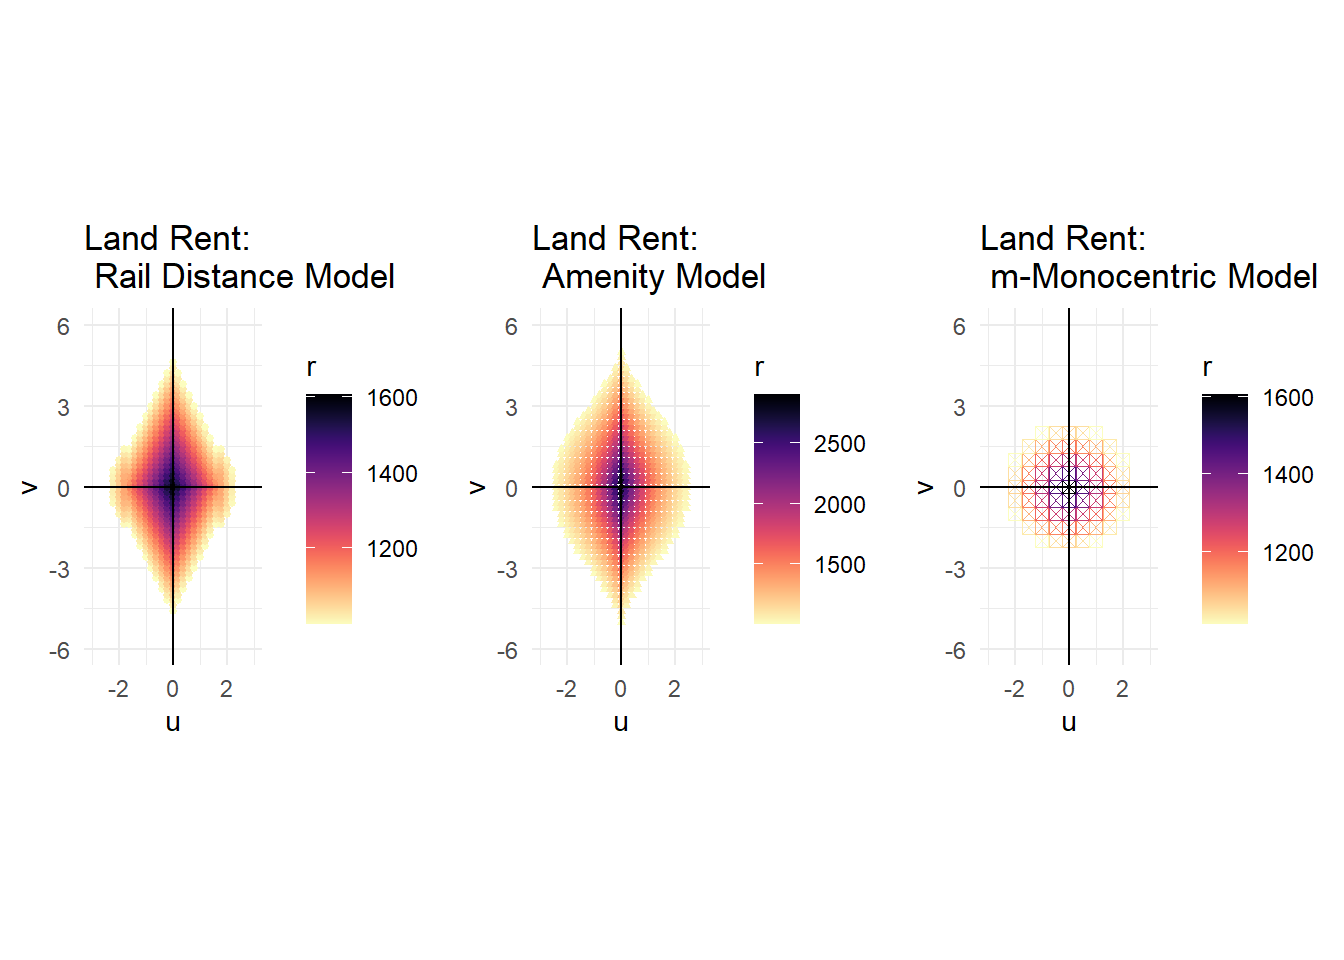 Land Rent:
Rail Distance Model
6
3
0
-3
-6
v
-2 0 2
u
r
1600
1400
1200
Land Rent:
Amenity Model
6
3
0
-3
-6
v
-2 0 2
u
r
2500
2000
1500
Land Rent:
m-Monocentric Model
6
3
0
-3
-6
v
-2 0 2
u
r
1600
1400
1200